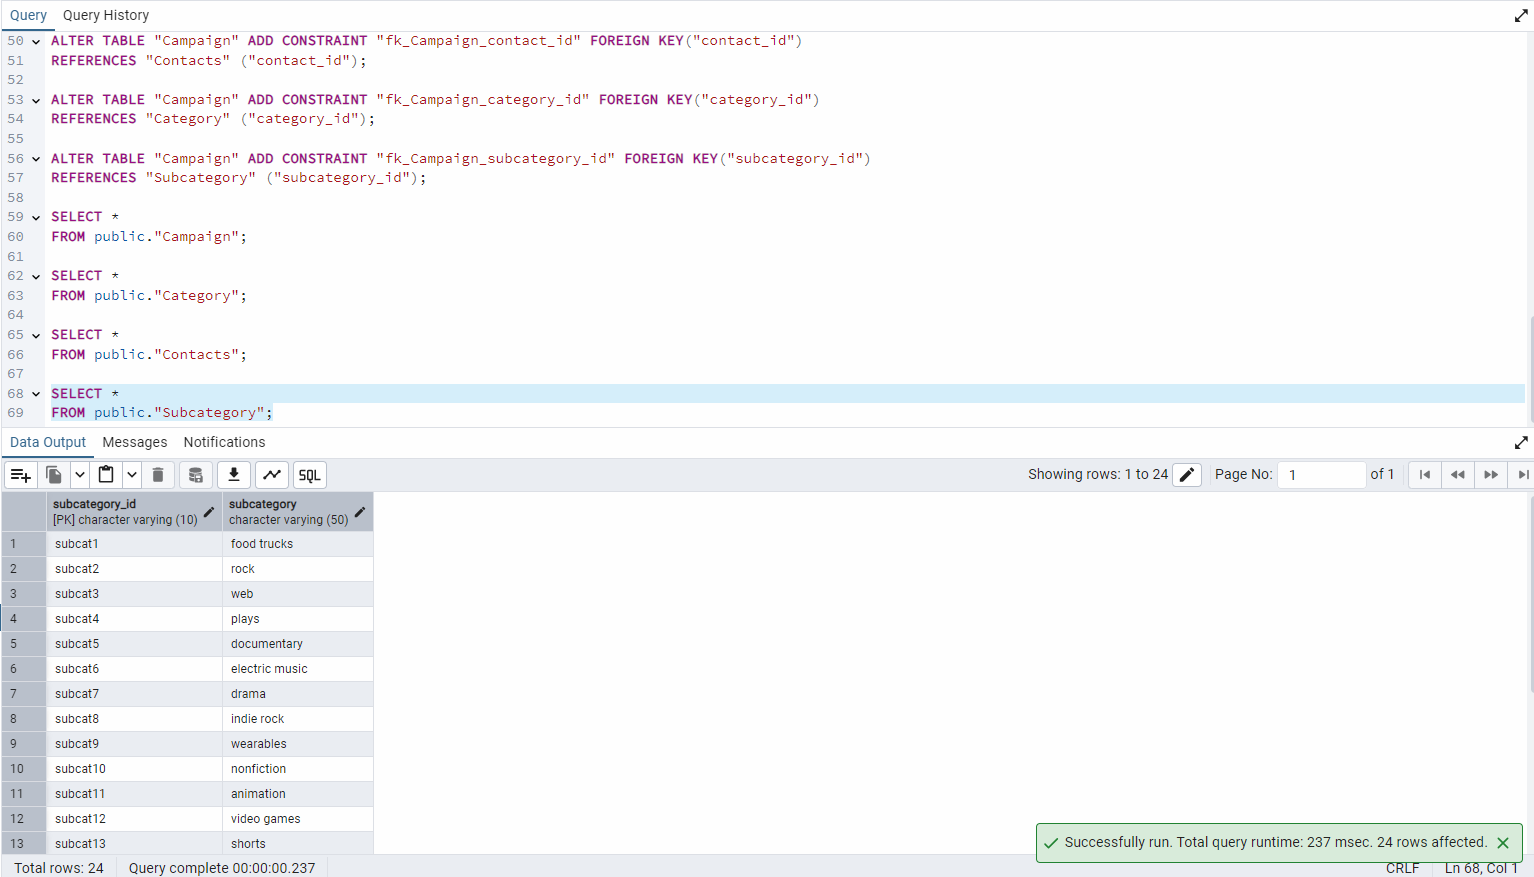 Query Query History
50 ALTER TABLE "Campaign" ADD CONSTRAINT "fk_Campaign_contact_id" FOREIGN KEY("contact_id")
51 REFERENCES "Contacts" ("contact_id");
52
53 ALTER TABLE "Campaign" ADD CONSTRAINT "fk_Campaign_category_id" FOREIGN KEY("category_id")
54 REFERENCES "Category" ("category_id");
55
56 ALTER TABLE "Campaign" ADD CONSTRAINT "fk_Campaign_subcategory_id" FOREIGN KEY("subcategory_id")
57 REFERENCES "Subcategory" ("subcategory_id");
58
59 SELECT *
60 FROM public."Campaign";
61
62 SELECT *
63 FROM public."Category";
64
65 SELECT *
66 FROM public."Contacts";
67
68 SELECT *
69 FROM public."Subcategory";
Data Output Messages Notifications
SQL Showing rows: 1 to 24 Page No: 1 of 1
subcategory_id subcategory
[PK] character varying (10) character varying (50)
1 subcat1 food trucks
2 subcat2 rock
3 subcat3 web
4 subcat4 plays
5 subcat5 documentary
6 subcat6 electric music
7 subcat7 drama
8 subcat8 indie rock
9 subcat9 wearables
10 subcat10 nonfiction
11 subcat11 animation
12 subcat12 video games
13 subcat13 shorts
Successfully run. Total query runtime: 237 msec. 24 rows affected.
Total rows: 24 Query complete 00:00:00.237 CRLF Ln 68, Col 1